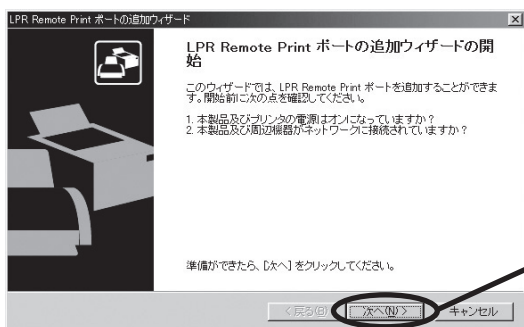 LPR Remote Print ポートの追加ウィザード
LPR Remote Print ポートの追加ウィザードの開
始
このウィザードでは、LPR Remote Print ポートを追加することができま
す。開始前に次の点を確認してください。
1. 本製品及びプリンタの電源はオンになっていますか？
2. 本製品及び周辺機器がネットワークに接続されていますか？
準備ができたら、[次へ] をクリックしてください。
< 戻る(B)
次へ(N) >
キャンセル